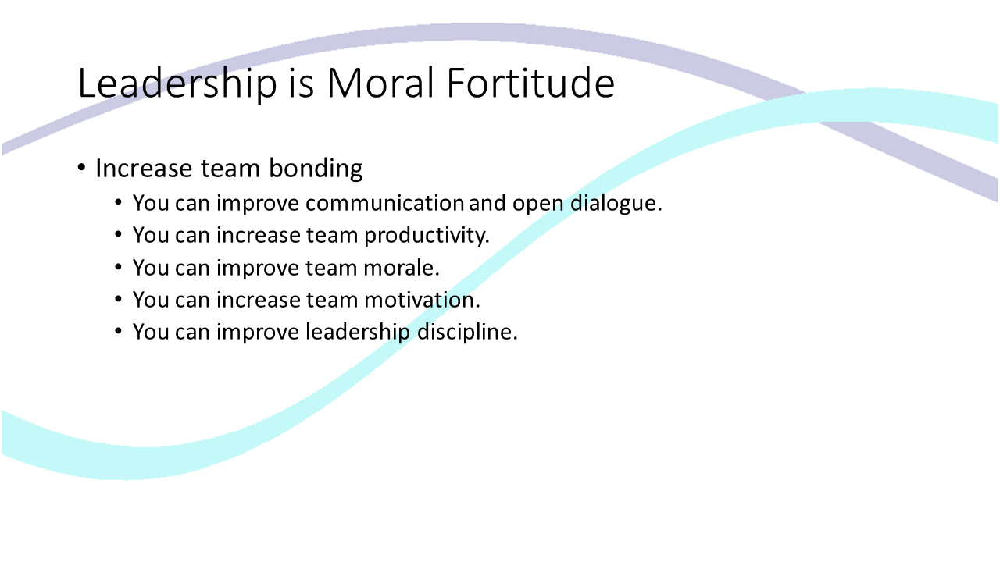 Leadership is Moral Fortitude
• Increase team bonding
• You can improve communication and open dialogue.
• You can increase team productivity.
• You can improve team morale.
• You can increase team motivation.
• You can improve leadership discipline.